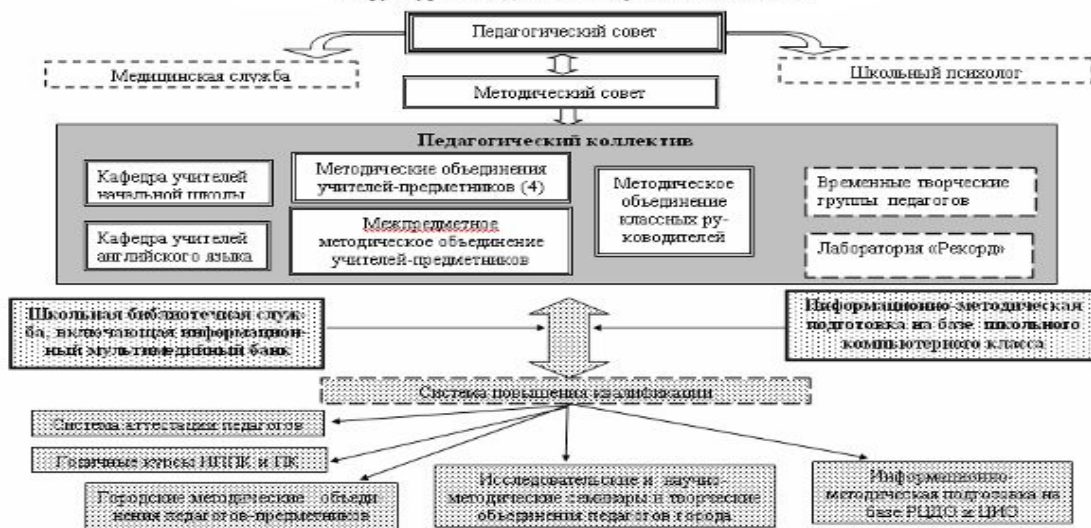 Педагогический совет
Медицинская служба
Школьный психолог
Методический совет
Педагогический коллектив
Кафедра учителей
начальной школы
Методические объединения
учителей-предметников (4)
Методическое
объединение
классных ру-
ководителей
Временные творческие
группы педагогов
Кафедра учителей
английского языка
Межпредметное
методическое объединение
учителей-предметников
Лаборатория «Рекорд»
Школьная библиотечная служ-
ба, включающая информацион-
ный мультимедийный банк
Информационно-методическая
подготовка на базе школьного
компьютерного класса
Система повышения квалификации
Система аттестации педагогов
Годичные курсы и ПК
Городские методические объеди
нения педагогов-предметников
Исследовательские и научно-
методические семинары и творческие
объединения педагогов города
Информационно-
методическая подготовка на
базе РЦДО и ЦИО